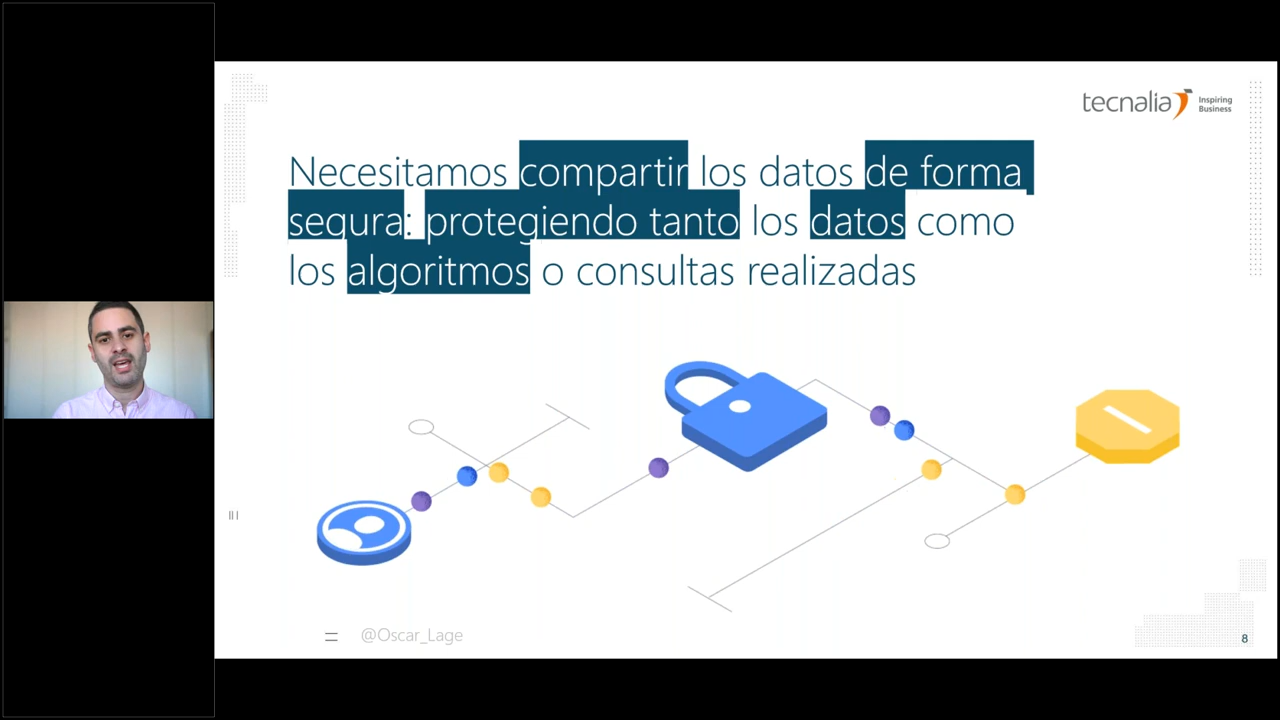 tecnalia Inspiring
Business
Necesitamos compartir los datos de forma
segura: protegiendo tanto los datos como
los algoritmos o consultas realizadas
@Oscar_Lage
8